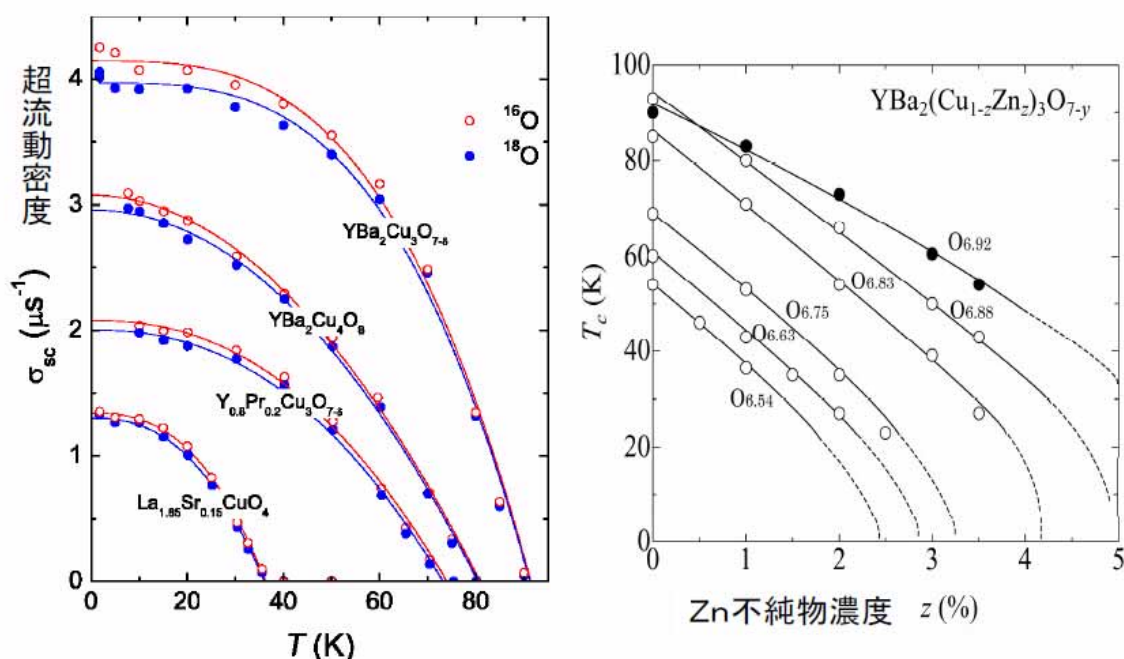 超流動密度
σsc (μs⁻¹)
4
3
2
1
0
¹⁶O
¹⁸O
YBa₂Cu₃O₇₋δ
YBa₂Cu₄O₈
Y₀.₈Pr₀.₂Cu₃O₇₋δ
La₁.₈₅Sr₀.₁₅CuO₄
0 20 40 60 80
T (K)
YBa₂(Cu₁₋zZnz)₃O₇₋y
Tc (K)
100
80
60
40
20
0
O6.92
O6.83
O6.88
O6.75
O6.63
O6.54
0 1 2 3 4 5
Zn不純物濃度 z (%)